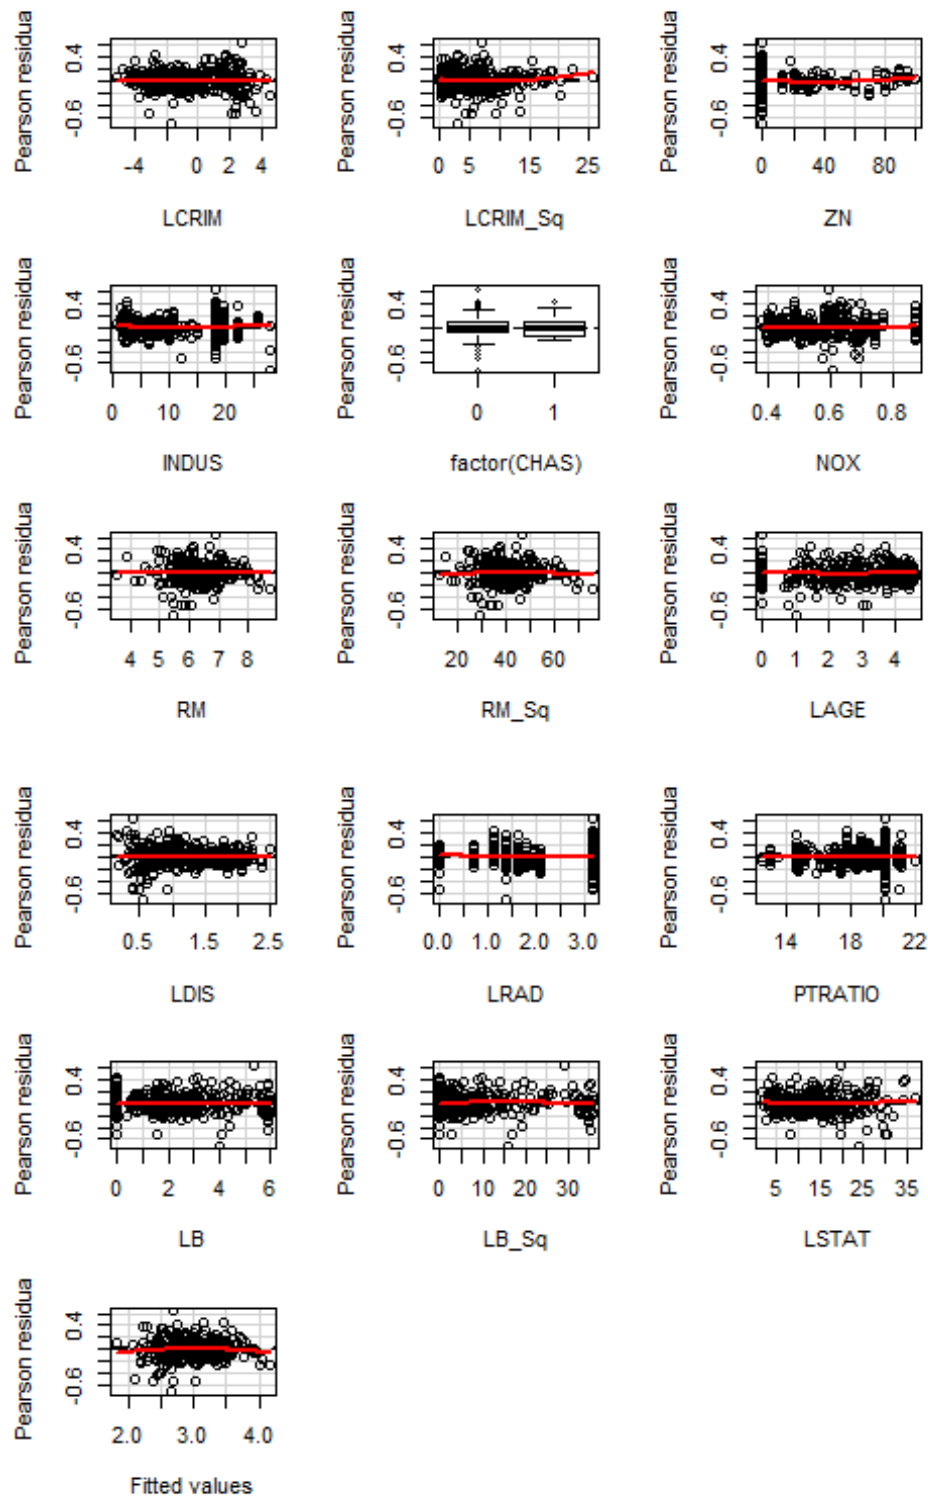 Pearson residua
0.4
-0.6
-4 0 2 4
LCRIM
Pearson residua
0.4
-0.6
0 5 15 25
LCRIM_Sq
Pearson residua
0.4
-0.6
0 40 80
ZN
Pearson residua
0.4
-0.6
0 10 20
INDUS
Pearson residua
0.4
-0.6
0 1
factor(CHAS)
Pearson residua
0.4
-0.6
0.4 0.6 0.8
NOX
Pearson residua
0.4
-0.6
4 5 6 7 8
RM
Pearson residua
0.4
-0.6
20 40 60
RM_Sq
Pearson residua
0.4
-0.6
0 1 2 3 4
LAGE
Pearson residua
0.4
-0.6
0.5 1.5 2.5
LDIS
Pearson residua
0.4
-0.6
0.0 1.0 2.0 3.0
LRAD
Pearson residua
0.4
-0.6
14 18 22
PTRATIO
Pearson residua
0.4
-0.6
0 2 4 6
LB
Pearson residua
0.4
-0.6
0 10 20 30
LB_Sq
Pearson residua
0.4
-0.6
5 15 25 35
LSTAT
Pearson residua
0.4
-0.6
2.0 3.0 4.0
Fitted values